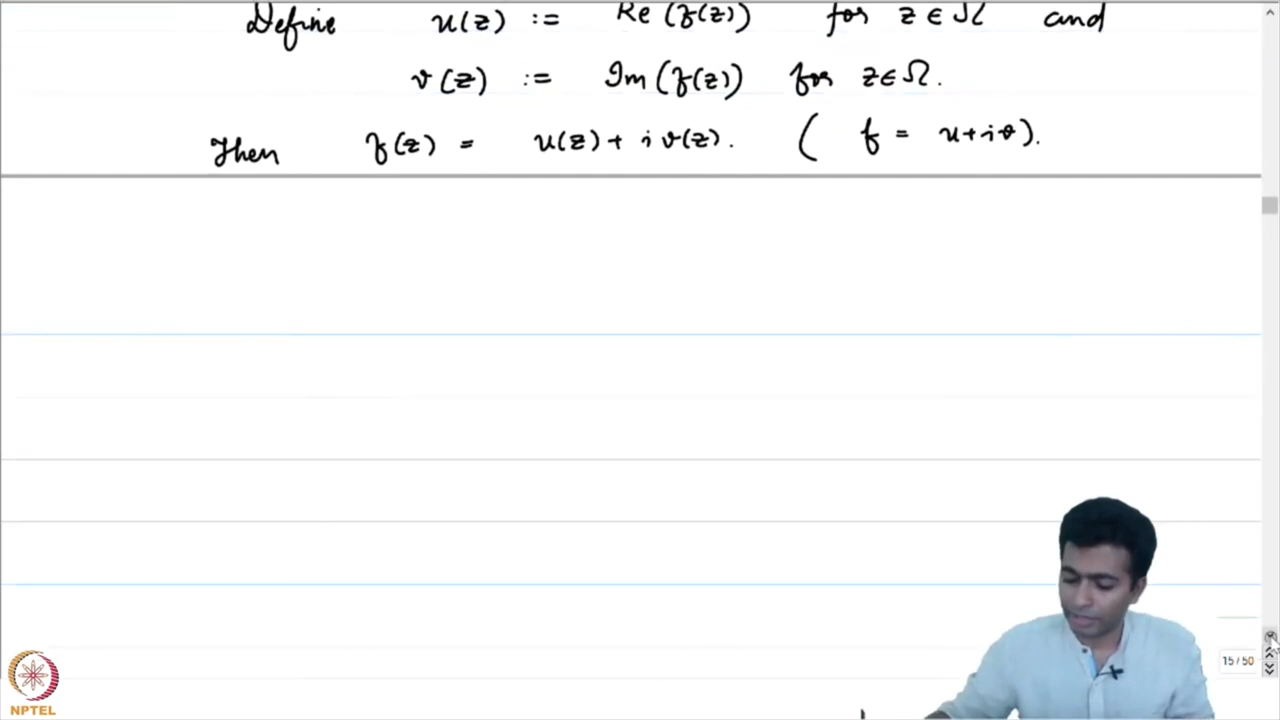 Define u(z) := Re(f(z)) for z ∈ Ω and
v(z) := Im(f(z)) for z ∈ Ω.
Then f(z) = u(z) + i v(z). ( f = u+iv).
15 / 50
NPTEL